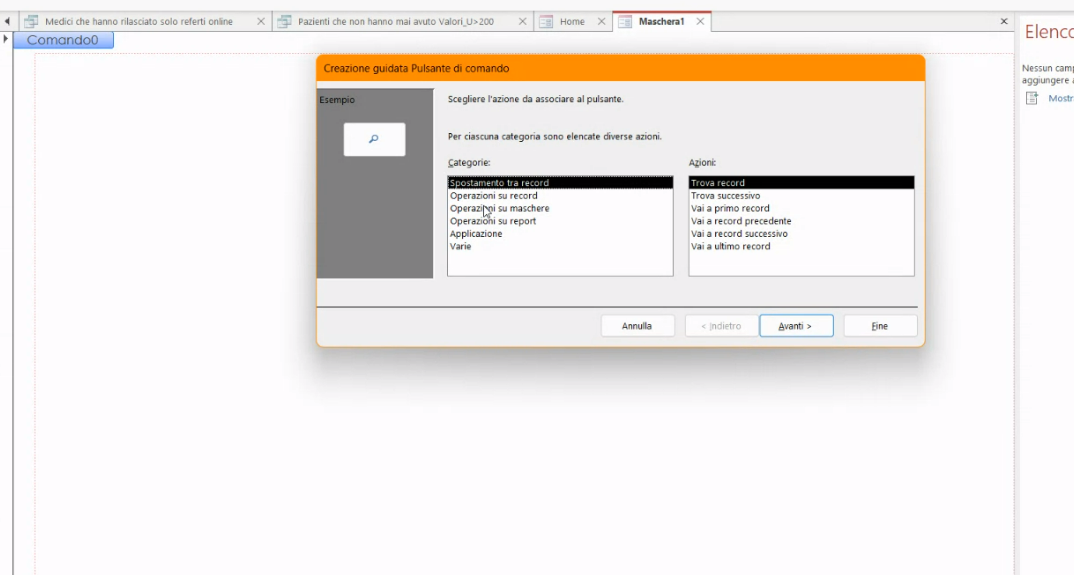 Medici che hanno rilasciato solo referti online
Pazienti che non hanno mai avuto Valori_U>200
Home
Maschera1
Comando0
Elenco
Nessun camp
aggiungere a
Mostr
Creazione guidata Pulsante di comando
Esempio
Scegliere l'azione da associare al pulsante.
Per ciascuna categoria sono elencate diverse azioni.
Categorie:
Azioni:
Spostamento tra record
Operazioni su record
Operazioni su maschere
Operazioni su report
Applicazione
Varie
Trova record
Trova successivo
Vai a primo record
Vai a record precedente
Vai a record successivo
Vai a ultimo record
Annulla
< Indietro
Avanti >
Fine